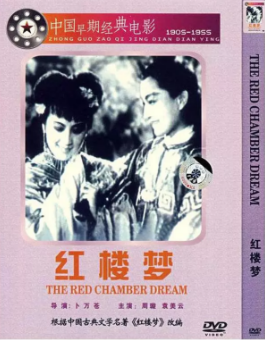 中国早期经典电影
1905-1955
ZHONG GUO ZAO QI JING DIAN DIAN YING
红楼梦
THE RED CHAMBER DREAM
导演：卜万苍 主演：周璇 袁美云
根据中国古典文学名著《红楼梦》改编
DVD
VIDEO
THE RED CHAMBER DREAM
红楼梦
DVD